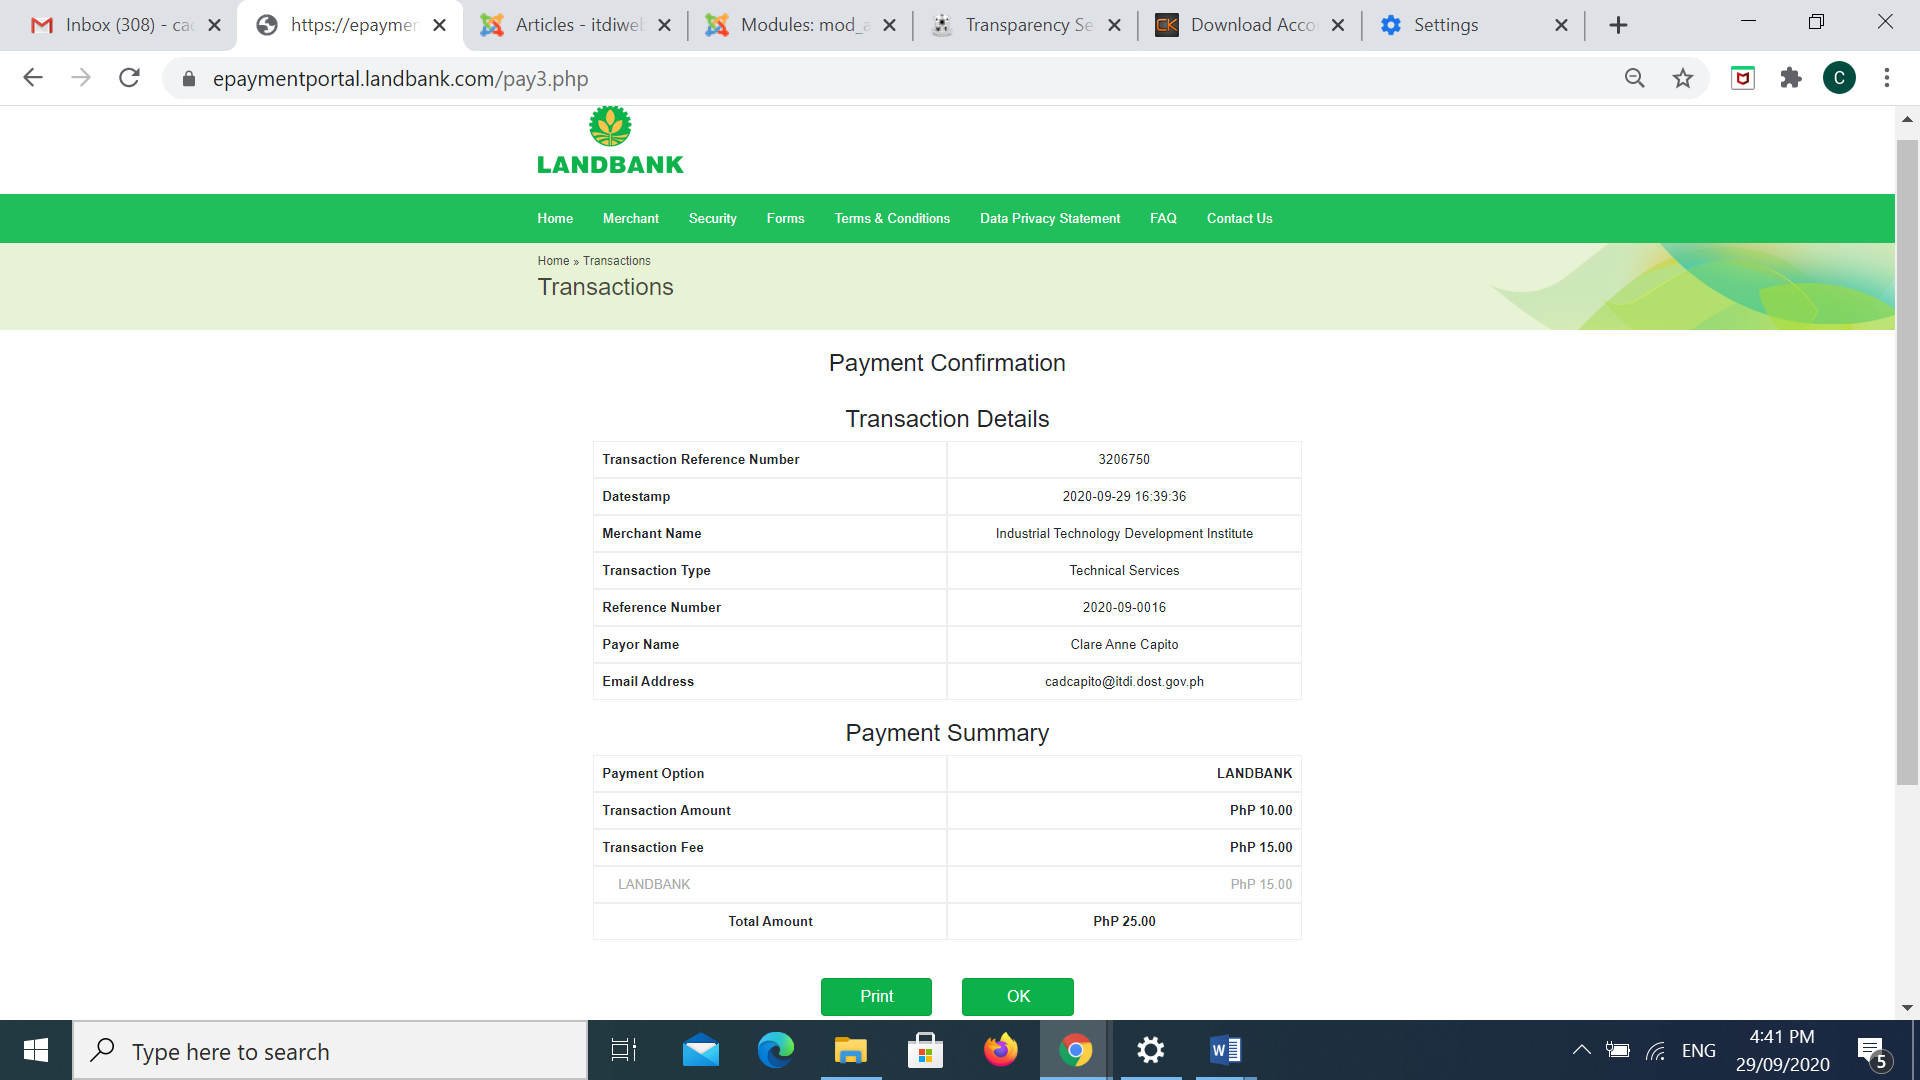 Inbox (308) - ca
https://epaymen
Articles - itdiweb
Modules: mod_a
Transparency Se
CK
Download Acco
Settings
epaymentportal.landbank.com/pay3.php
C
LANDBANK
Home Merchant Security Forms Terms & Conditions Data Privacy Statement FAQ Contact Us
Home » Transactions
Transactions
Payment Confirmation
Transaction Details
Transaction Reference Number 3206750
Datestamp 2020-09-29 16:39:36
Merchant Name Industrial Technology Development Institute
Transaction Type Technical Services
Reference Number 2020-09-0016
Payor Name Clare Anne Capito
Email Address cadcapito@itdi.dost.gov.ph
Payment Summary
Payment Option LANDBANK
Transaction Amount PhP 10.00
Transaction Fee PhP 15.00
LANDBANK PhP 15.00
Total Amount PhP 25.00
Print OK
Type here to search
W
ENG
4:41 PM
29/09/2020
5